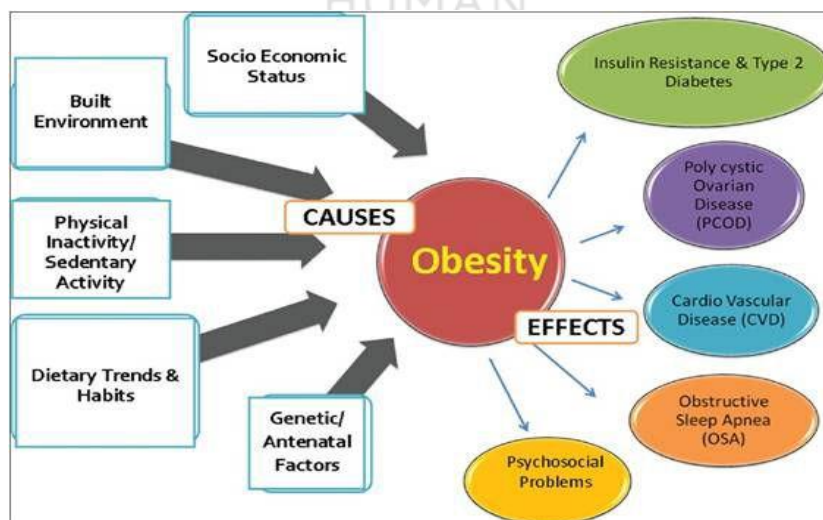 HUMAN
Socio Economic
Status
Built
Environment
Physical
Inactivity/
Sedentary
Activity
Dietary Trends &
Habits
Genetic/
Antenatal
Factors
CAUSES
Obesity
EFFECTS
Insulin Resistance & Type 2
Diabetes
Poly cystic
Ovarian
Disease
(PCOD)
Cardio Vascular
Disease (CVD)
Obstructive
Sleep Apnea
(OSA)
Psychosocial
Problems